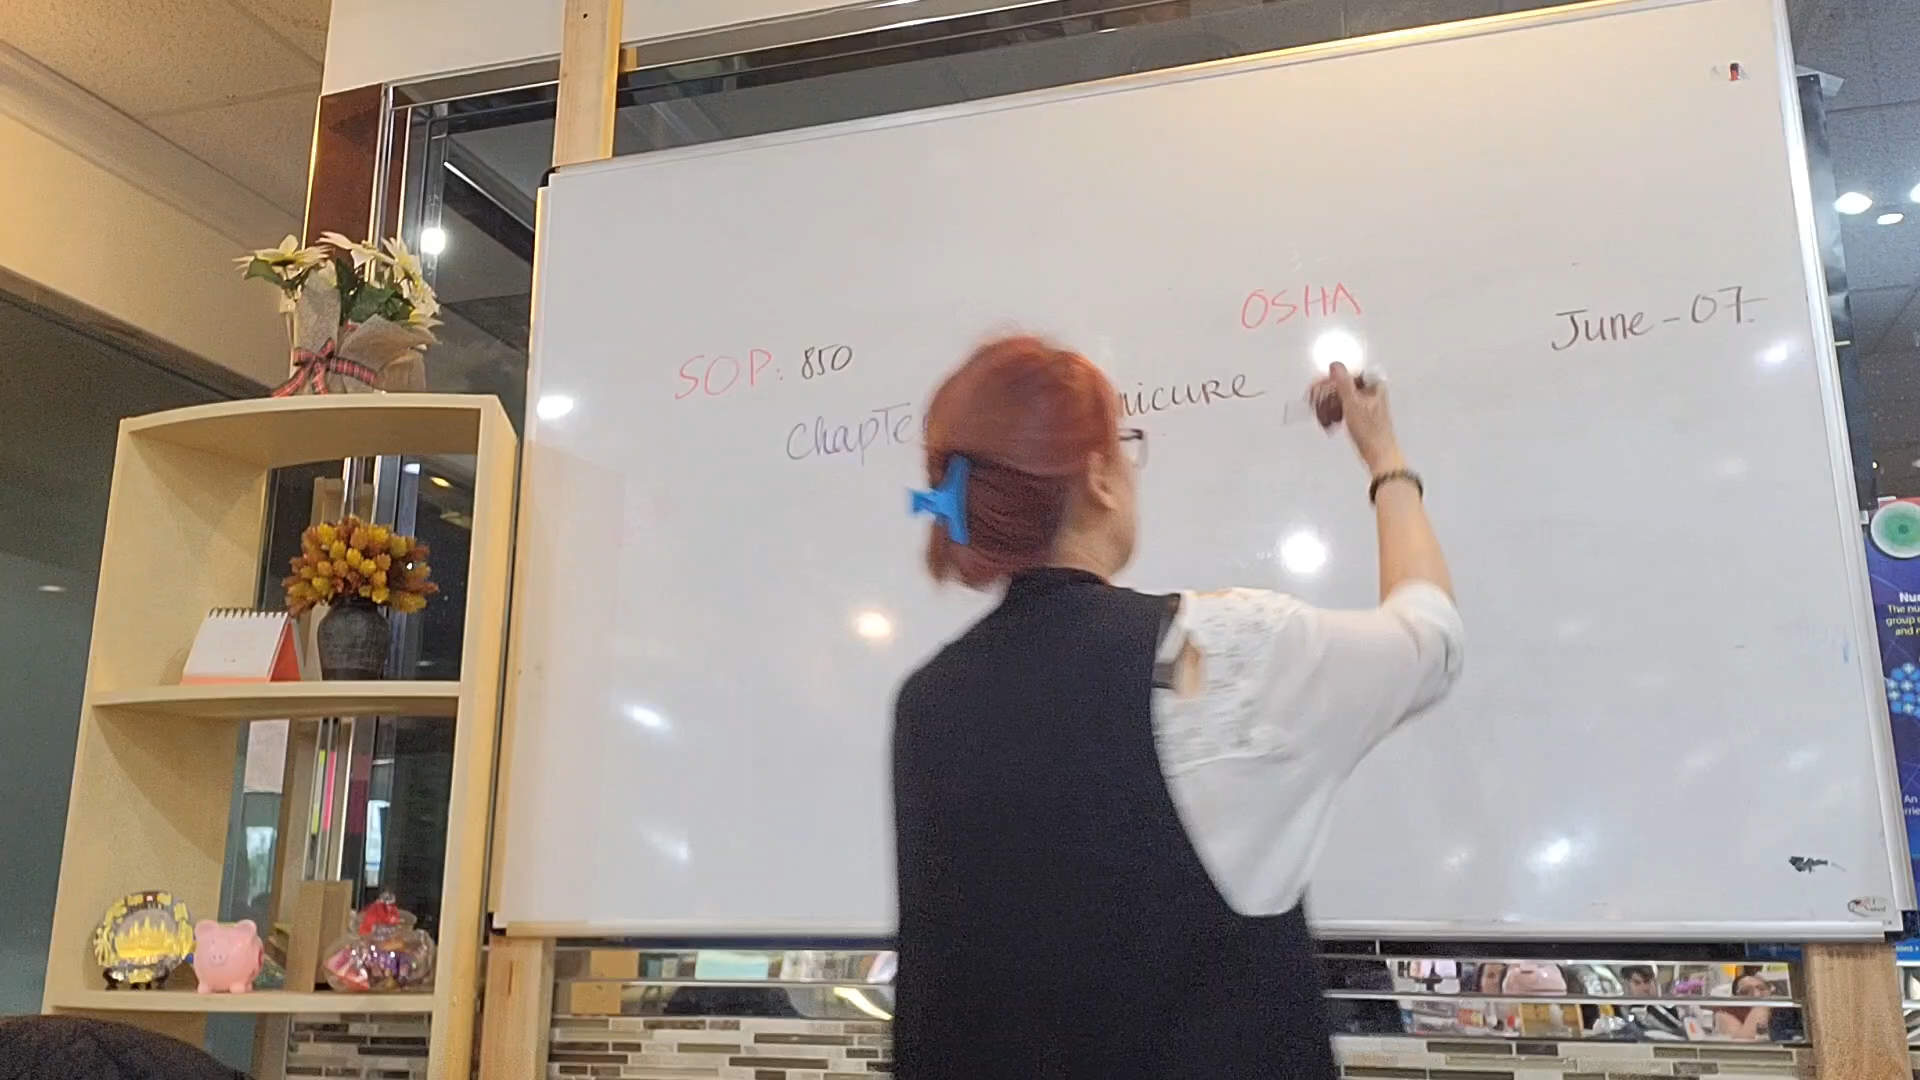 OSHA
June-07.
SOP: 850
Chapte
nicure